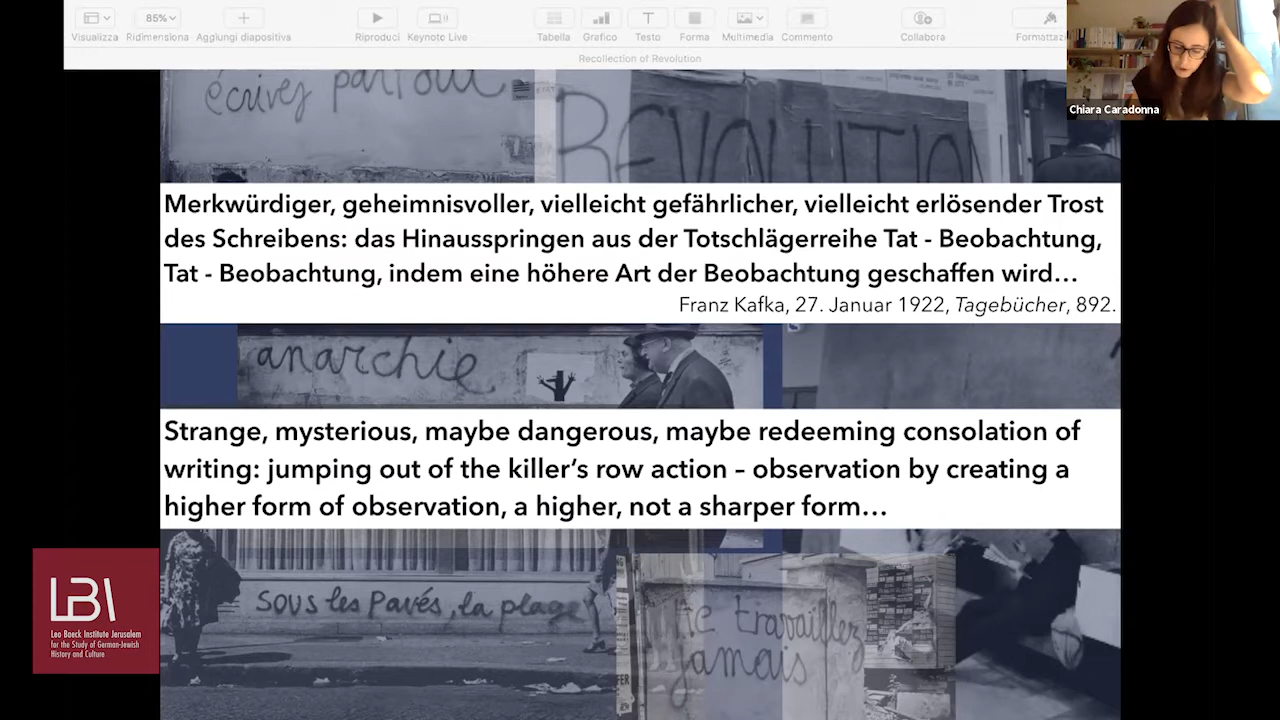 Visualizza
85%
Ridimensiona
Aggiungi diapositiva
Riproduci
Keynote Live
Tabella
Grafico
Testo
Forma
Multimedia
Commento
Collabora
Recollection of Revolution
Chiara Caradonna
écrivez partout
REVOLUTION
Merkwürdiger, geheimnisvoller, vielleicht gefährlicher, vielleicht erlösender Trost
des Schreibens: das Hinausspringen aus der Totschlägerreihe Tat - Beobachtung,
Tat - Beobachtung, indem eine höhere Art der Beobachtung geschaffen wird…
Franz Kafka, 27. Januar 1922, Tagebücher, 892.
anarchie
Strange, mysterious, maybe dangerous, maybe redeeming consolation of
writing: jumping out of the killer's row action – observation by creating a
higher form of observation, a higher, not a sharper form…
sous les Pavés, la plage
travaillez
jamais
LBI
Leo Baeck Institute Jerusalem
for the Study of German-Jewish
History and Culture